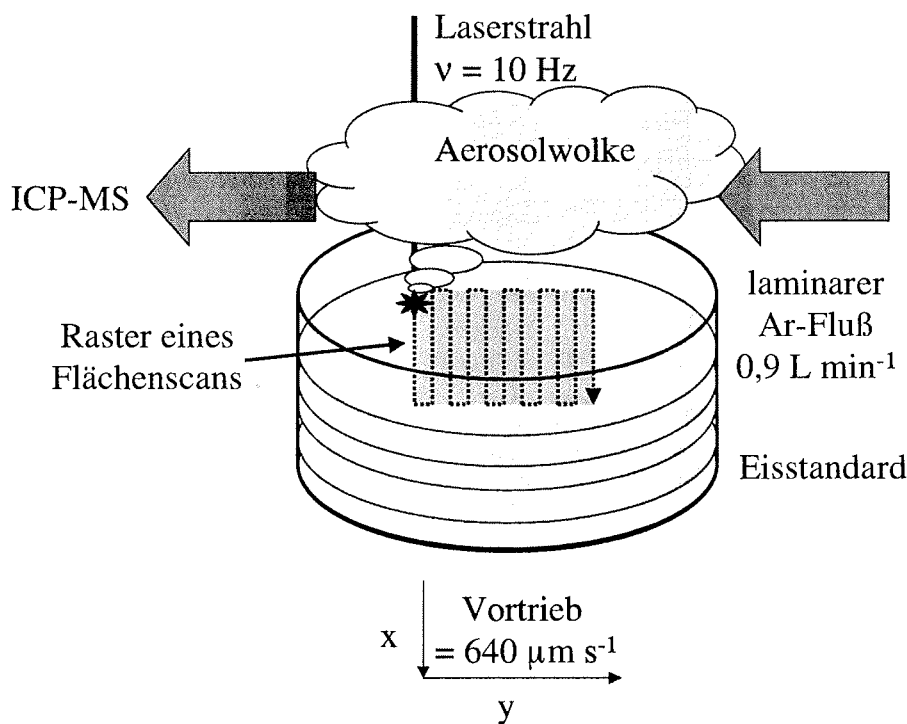 Laserstrahl
ν = 10 Hz
Aerosolwolke
ICP-MS
laminarer
Ar-Fluß
0,9 L min⁻¹
Raster eines
Flächenscans
Eisstandard
Vortrieb
= 640 µm s⁻¹
x
y